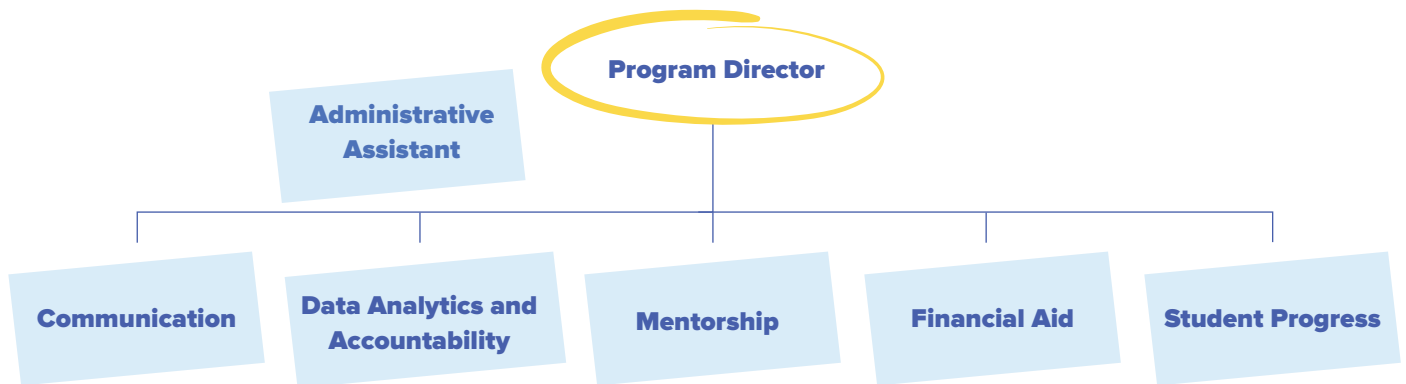 Program Director
Administrative
Assistant
Communication
Data Analytics and
Accountability
Mentorship
Financial Aid
Student Progress